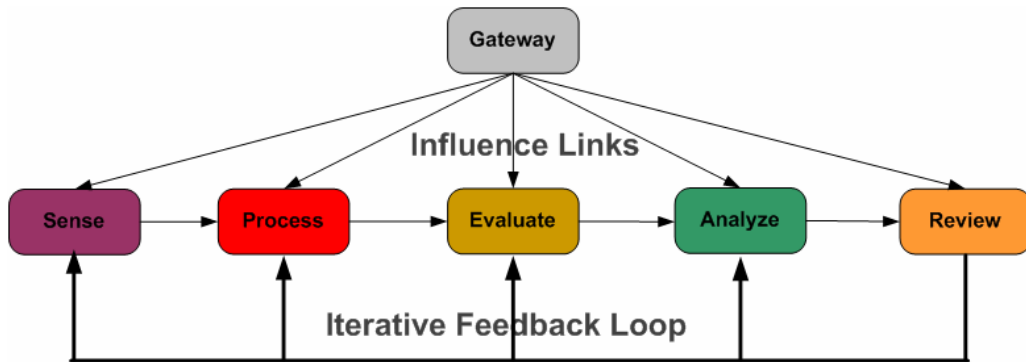 Gateway
Influence Links
Sense
Process
Evaluate
Analyze
Review
Iterative Feedback Loop